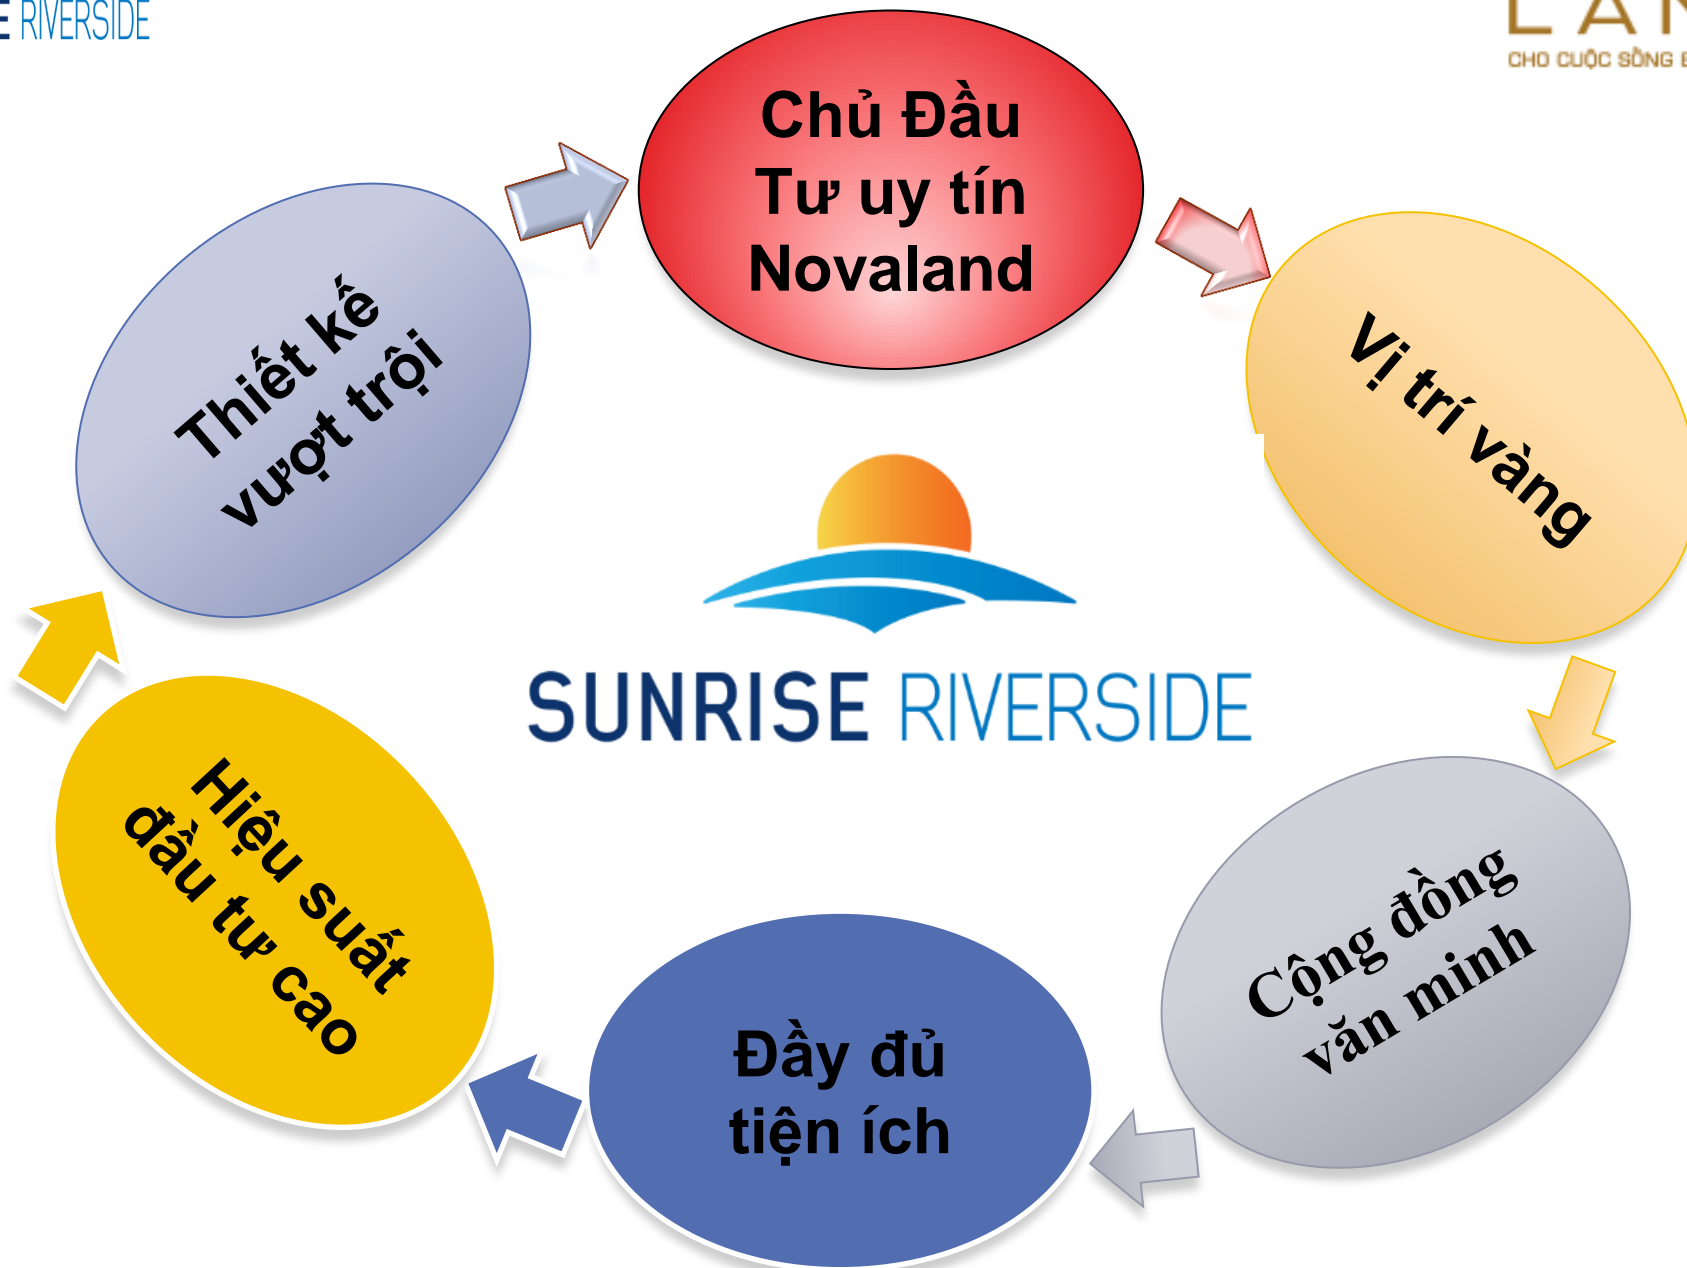 RIVERSIDE
CHO CUỘC SỐNG
Chủ Đầu
Tư uy tín
Novaland
Vị trí vàng
Cộng đồng
văn minh
Đầy đủ
tiện ích
Hiệu suất
đầu tư cao
Thiết kế
vượt trội
SUNRISE RIVERSIDE